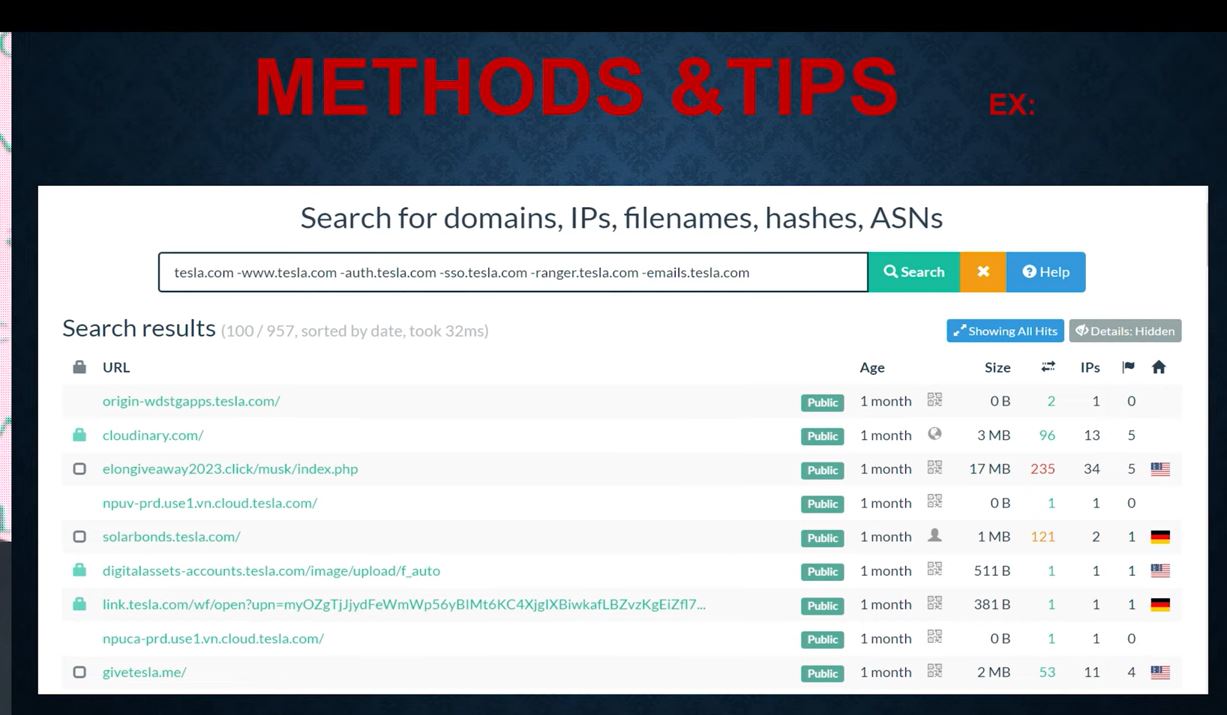 METHODS &TIPS EX:
Search for domains, IPs, filenames, hashes, ASNs
tesla.com -www.tesla.com -auth.tesla.com -sso.tesla.com -ranger.tesla.com -emails.tesla.com Search Help
Search results (100 / 957, sorted by date, took 32ms) Showing All Hits Details: Hidden
URL Age Size IPs
origin-wdstgapps.tesla.com/ Public 1 month 0 B 2 1 0
cloudinary.com/ Public 1 month 3 MB 96 13 5
elongiveaway2023.click/musk/index.php Public 1 month 17 MB 235 34 5
npuv-prd.use1.vn.cloud.tesla.com/ Public 1 month 0 B 1 1 0
solarbonds.tesla.com/ Public 1 month 1 MB 121 2 1
digitalassets-accounts.tesla.com/image/upload/f_auto Public 1 month 511 B 1 1 1
link.tesla.com/wf/open?upn=myOZgTjJjydFeWmWp56yBIMt6KC4XjgIXBiwkafLBZvzKgEiZfl7... Public 1 month 381 B 1 1 1
npuca-prd.use1.vn.cloud.tesla.com/ Public 1 month 0 B 1 1 0
givetesla.me/ Public 1 month 2 MB 53 11 4